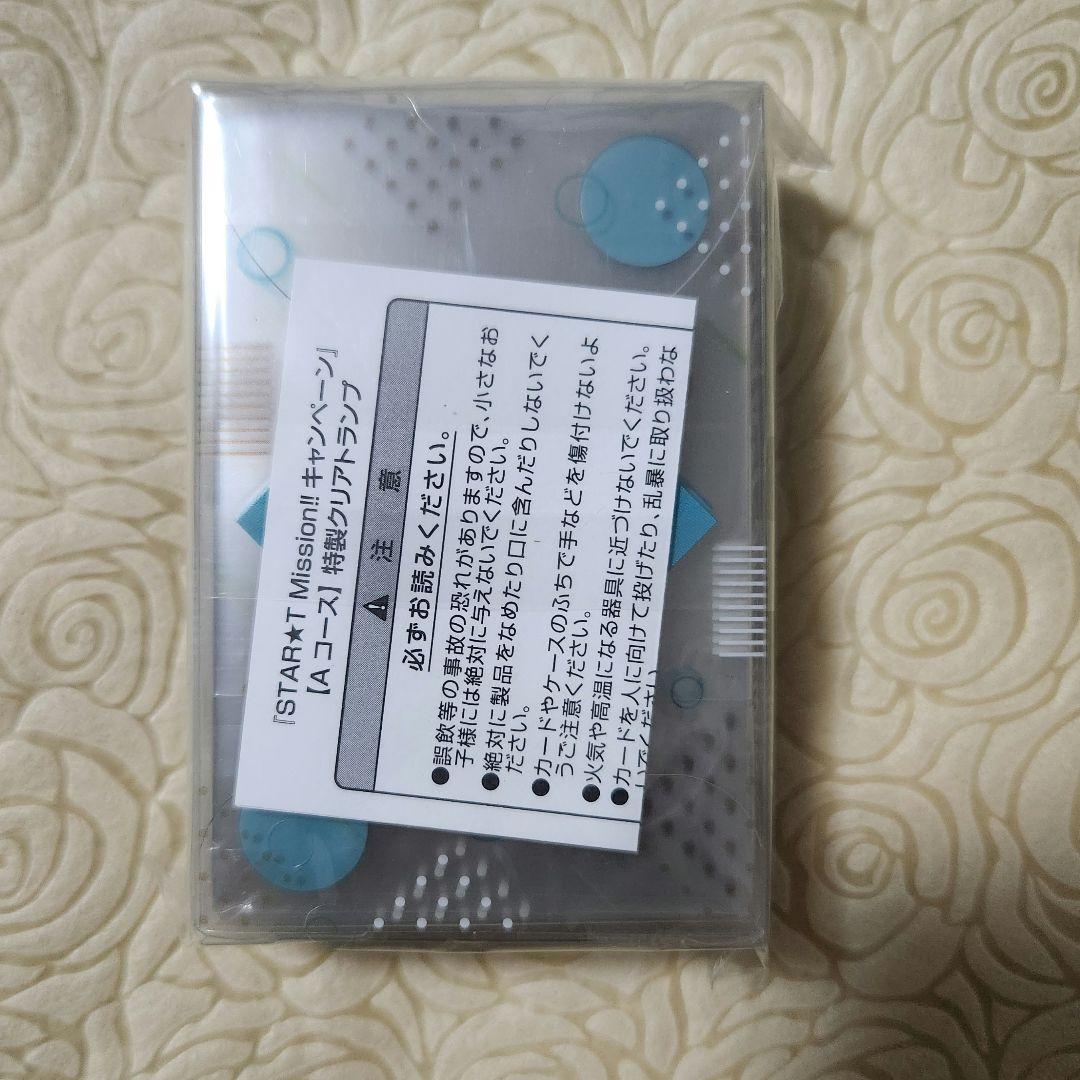 『STAR★T Mission!! キャンペーン』
【A コース】特製クリアトランプ
注 意
必ずお読みください。
●誤飲等の事故の恐れがありますので、小さなお
子様には絶対に与えないでください。
●絶対に製品をなめたり口に含んだりしないでく
ださい。
●カードやケースのふちで手などを傷付けないよ
うご注意ください。
●火気や高温になる器具に近づけないでください。
●カードを人に向けて投げたり、乱暴に取り扱わな
いでください